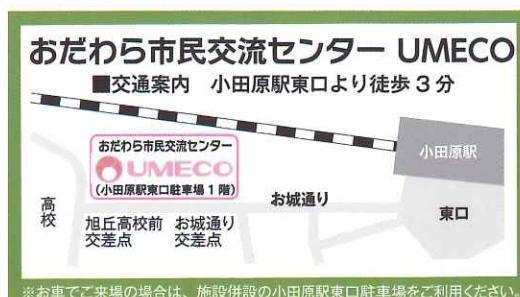 おだわら市民交流センター UMECO
■交通案内 小田原駅東口より徒歩3分
小田原駅
おだわら市民交流センター
UMECO
(小田原駅東口駐車場1階)
お城通り
東口
高校
旭丘高校前
交差点
お城通り
交差点
※お車でご来場の場合は、施設併設の小田原駅東口駐車場をご利用ください。